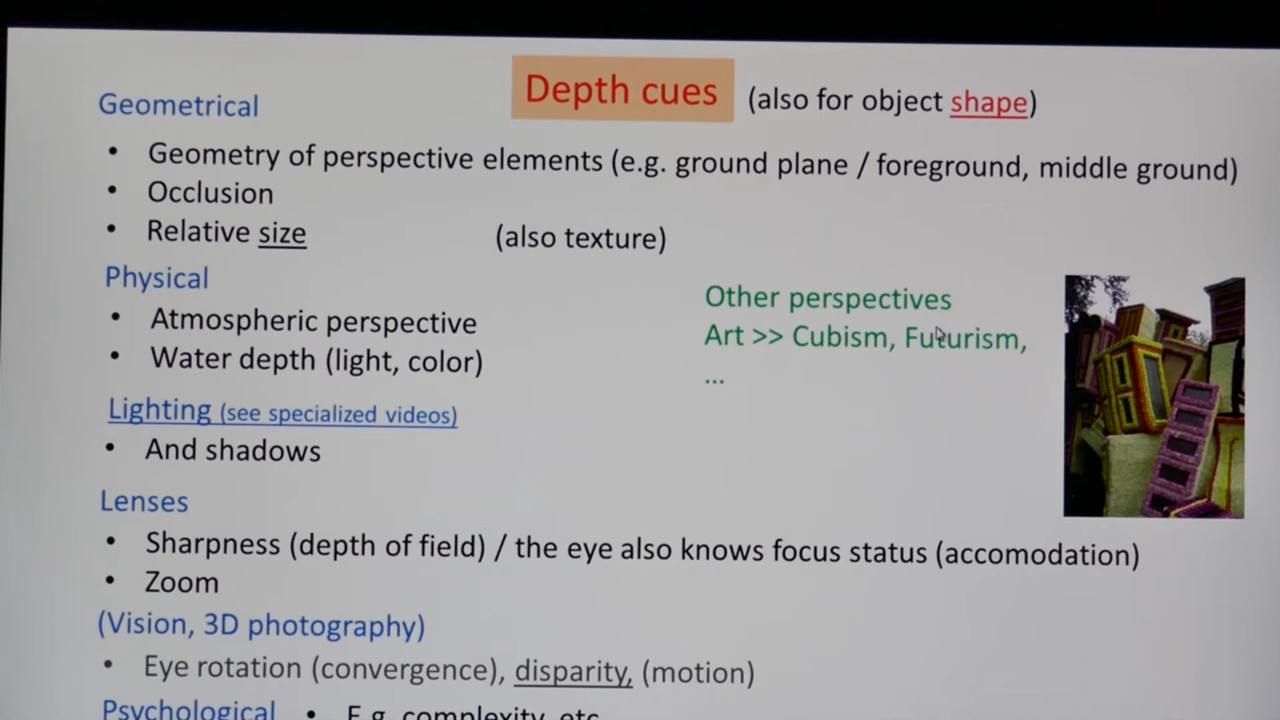 Depth cues (also for object shape)
Geometrical
• Geometry of perspective elements (e.g. ground plane / foreground, middle ground)
• Occlusion
• Relative size (also texture)
Physical
• Atmospheric perspective
• Water depth (light, color)
Other perspectives
Art >> Cubism, Futurism,
...
Lighting (see specialized videos)
• And shadows
Lenses
• Sharpness (depth of field) / the eye also knows focus status (accomodation)
• Zoom
(Vision, 3D photography)
• Eye rotation (convergence), disparity, (motion)
Psychological • E.g. complexity, etc